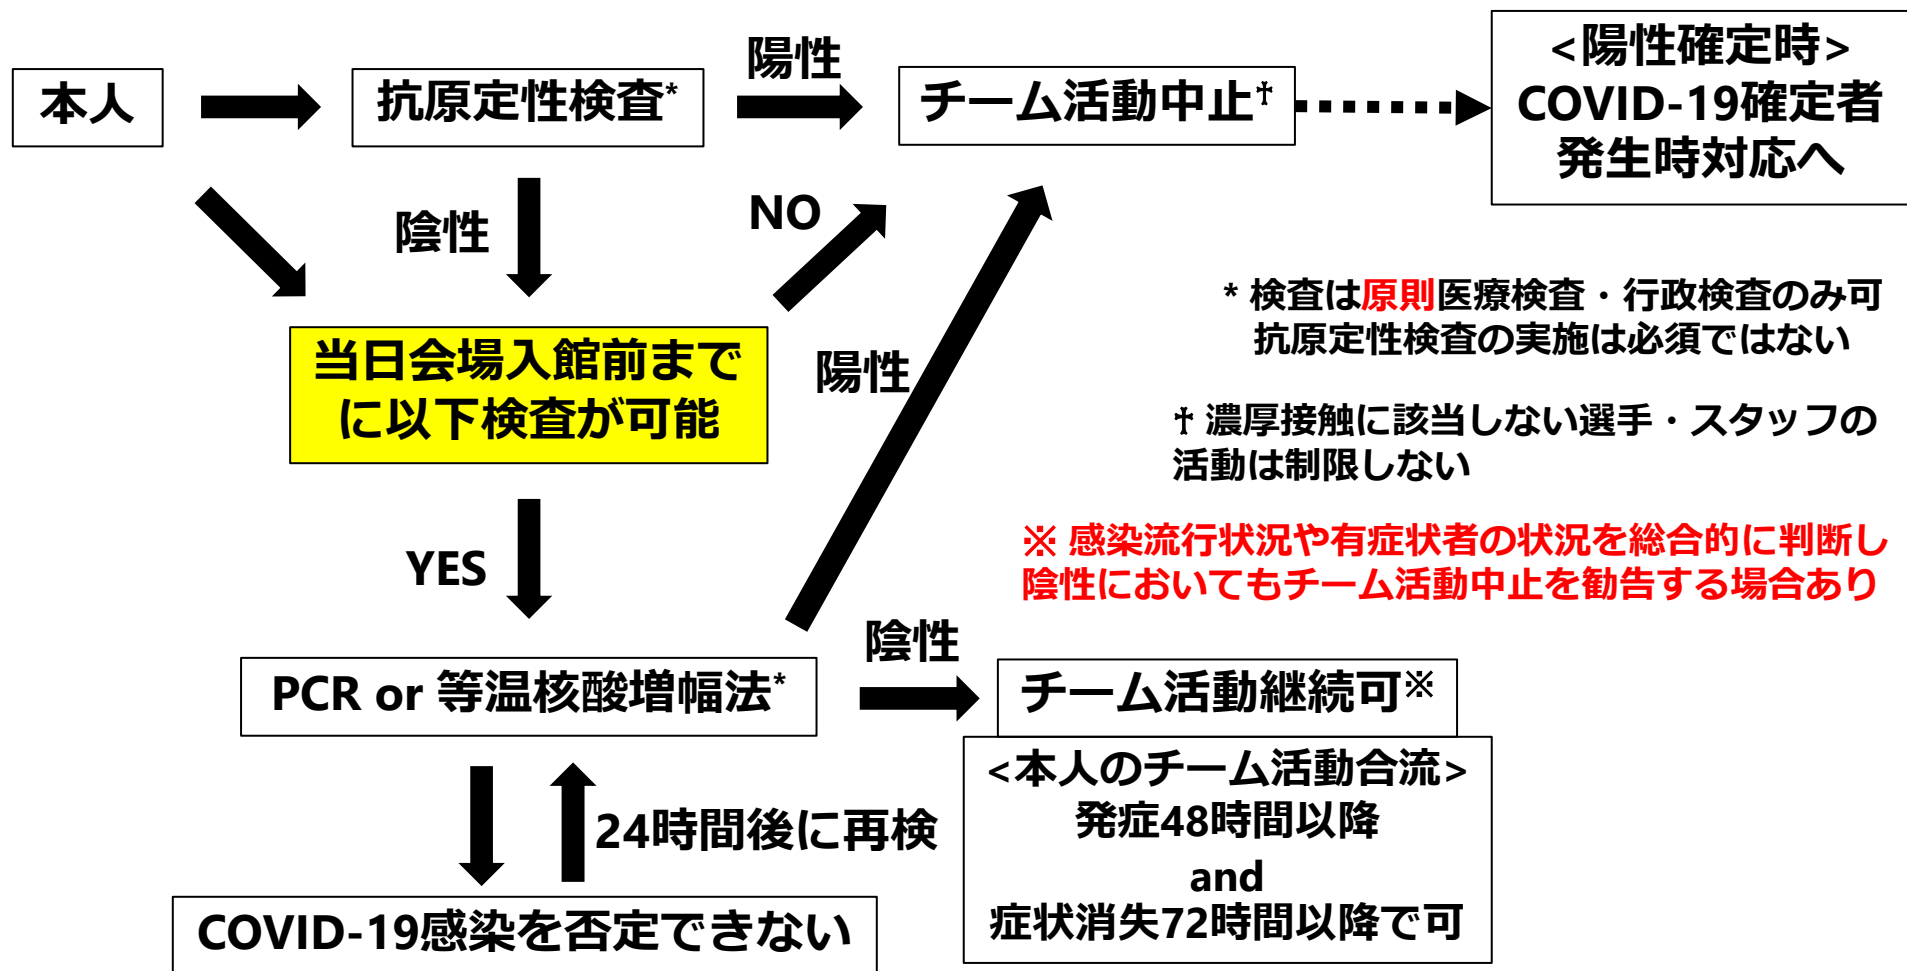 本人
抗原定性検査*
陽性
チーム活動中止†
<陽性確定時>
COVID-19確定者
発生時対応へ
陰性
NO
陽性
* 検査は原則医療検査・行政検査のみ可
抗原定性検査の実施は必須ではない
当日会場入館前まで
に以下検査が可能
† 濃厚接触に該当しない選手・スタッフの
活動は制限しない
※ 感染流行状況や有症状者の状況を総合的に判断し
陰性においてもチーム活動中止を勧告する場合あり
YES
PCR or 等温核酸増幅法*
陰性
チーム活動継続可※
<本人のチーム活動合流>
発症48時間以降
and
症状消失72時間以降で可
24時間後に再検
COVID-19感染を否定できない